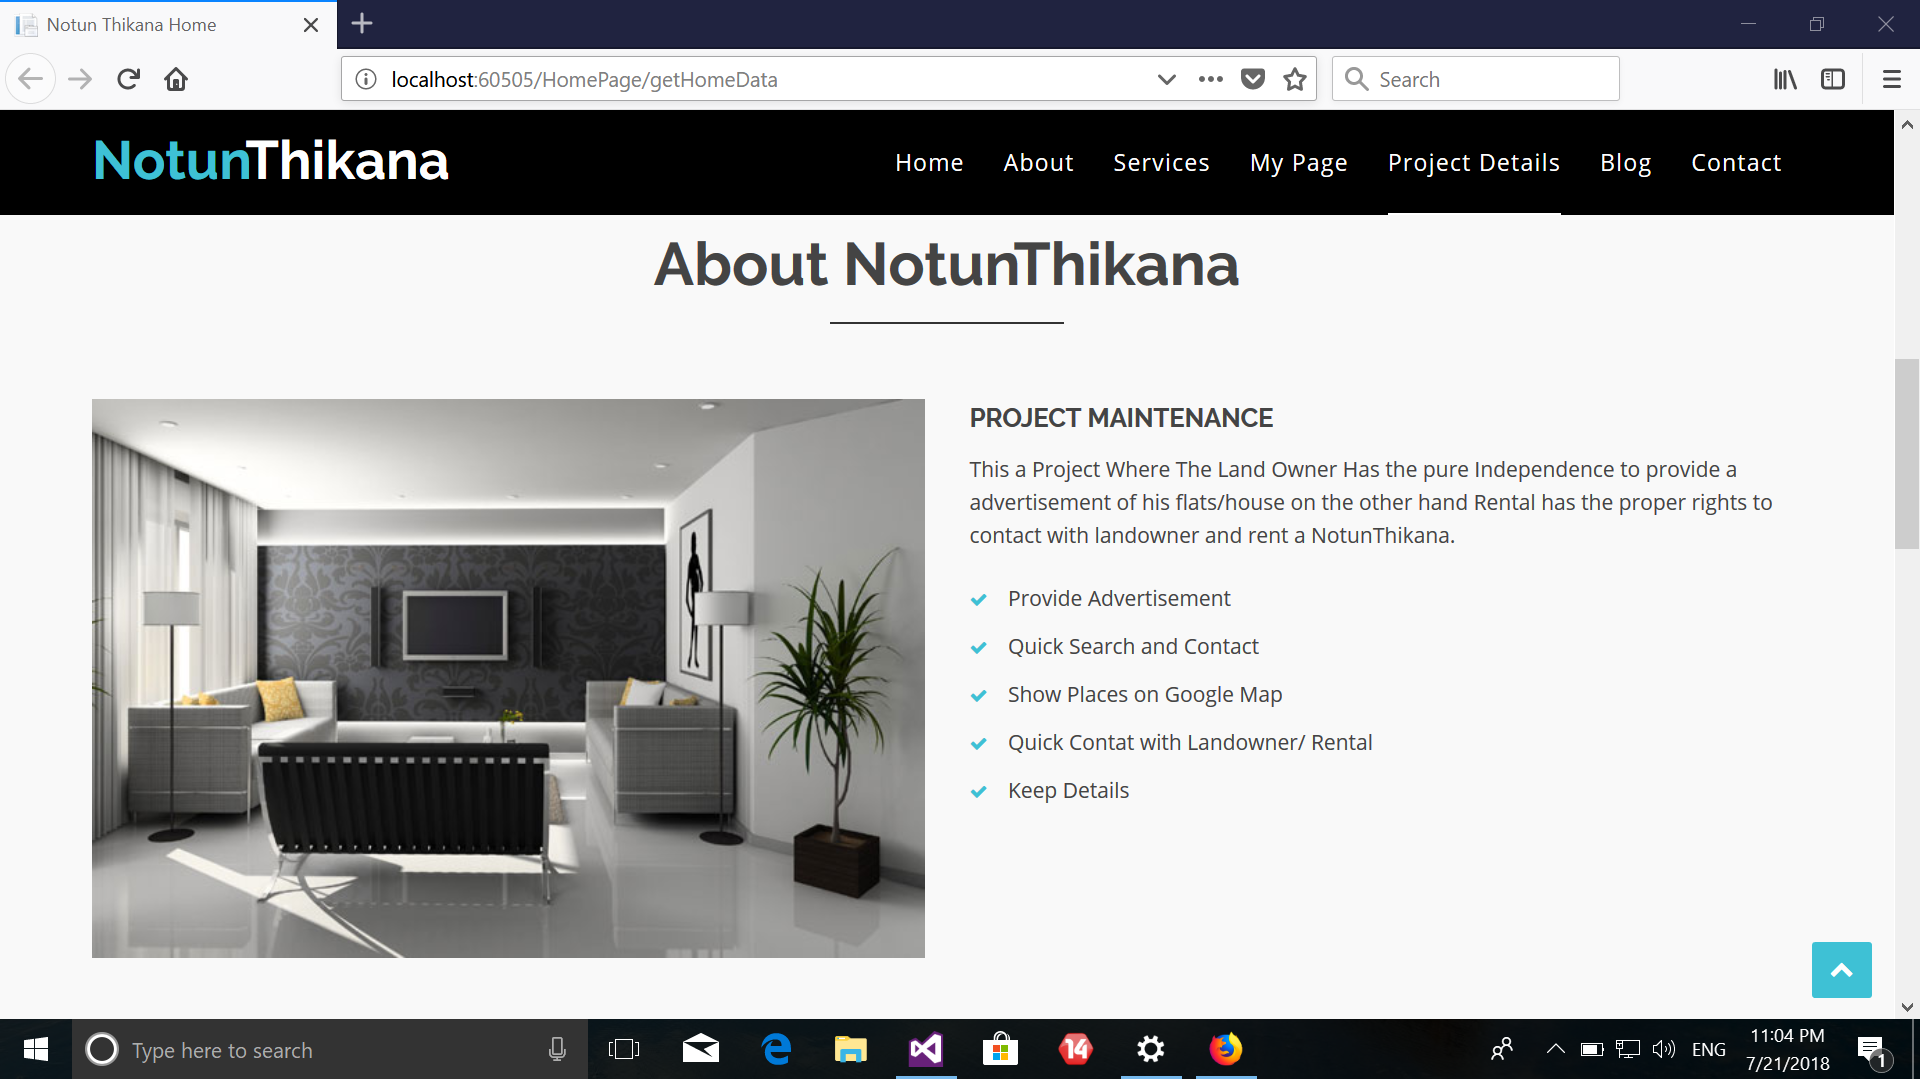 Notun Thikana Home
localhost:60505/HomePage/getHomeData
Search
NotunThikana
Home About Services My Page Project Details Blog Contact
About NotunThikana
PROJECT MAINTENANCE
This a Project Where The Land Owner Has the pure Independence to provide a
advertisement of his flats/house on the other hand Rental has the proper rights to
contact with landowner and rent a NotunThikana.
Provide Advertisement
Quick Search and Contact
Show Places on Google Map
Quick Contat with Landowner/ Rental
Keep Details
Type here to search
14
ENG
11:04 PM
7/21/2018
1